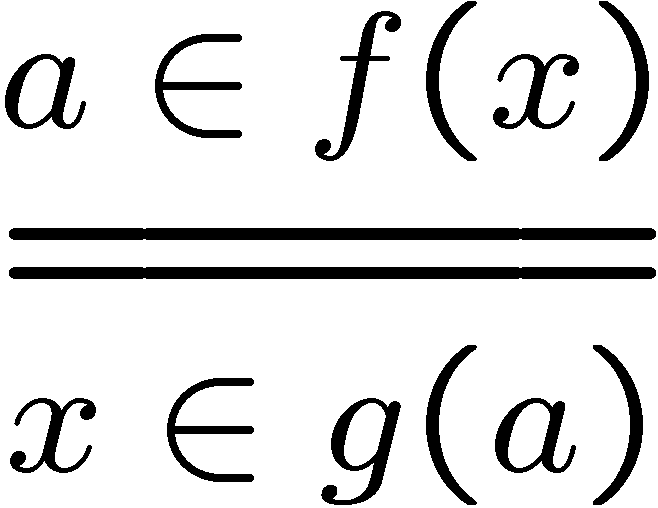 a ∈ f(x)
x ∈ g(a)